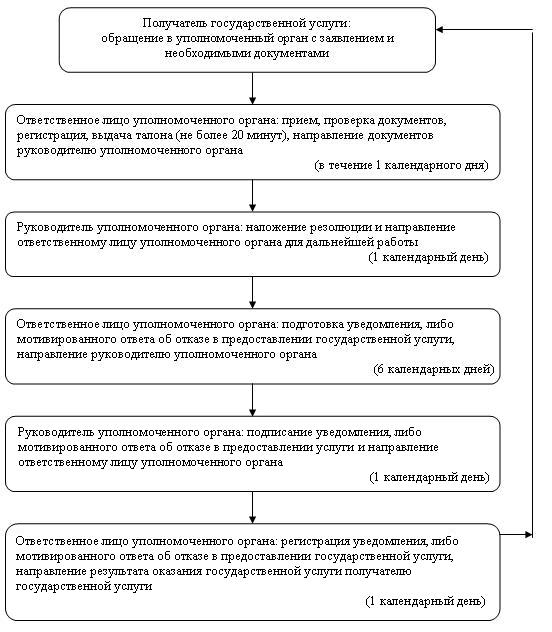 Получатель государственной услуги:
обращение в уполномоченный орган с заявлением и
необходимыми документами
Ответственное лицо уполномоченного органа: прием, проверка документов,
регистрация, выдача талона (не более 20 минут), направление документов
руководителю уполномоченного органа
(в течение 1 календарного дня)
Руководитель уполномоченного органа: наложение резолюции и направление
ответственному лицу уполномоченного органа для дальнейшей работы
(1 календарный день)
Ответственное лицо уполномоченного органа: подготовка уведомления, либо
мотивированного ответа об отказе в предоставлении государственной услуги,
направление руководителю уполномоченного органа
(6 календарных дней)
Руководитель уполномоченного органа: подписание уведомления, либо
мотивированного ответа об отказе в предоставлении услуги и направление
ответственному лицу уполномоченного органа
(1 календарный день)
Ответственное лицо уполномоченного органа: регистрация уведомления, либо
мотивированного ответа об отказе в предоставлении государственной услуги,
направление результата оказания государственной услуги получателю
государственной услуги
(1 календарный день)